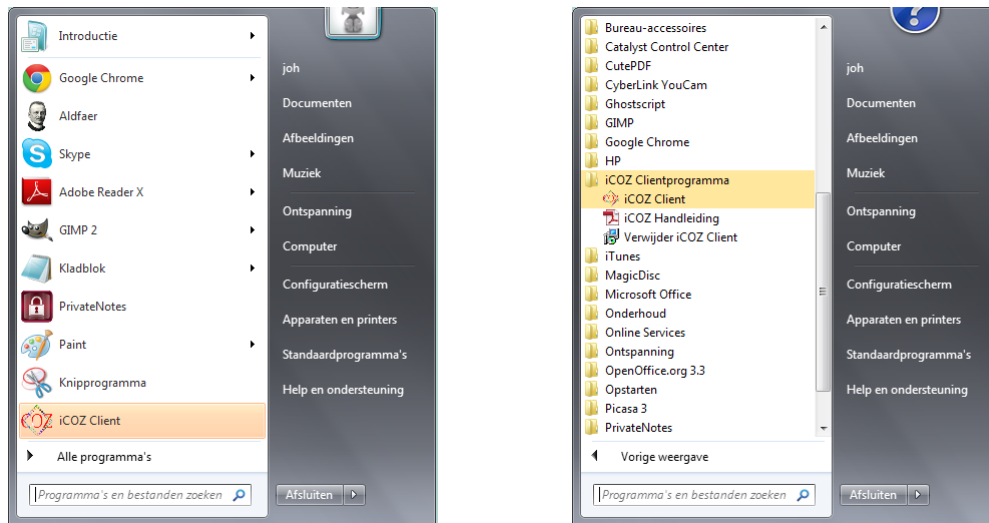 Introductie
Google Chrome
Aldfaer
Skype
Adobe Reader X
GIMP 2
Kladblok
PrivateNotes
Paint
Knipprogramma
iCOZ Client
Alle programma's
Programma's en bestanden zoeken
joh
Documenten
Afbeeldingen
Muziek
Ontspanning
Computer
Configuratiescherm
Apparaten en printers
Standaardprogramma's
Help en ondersteuning
Afsluiten
Bureau-accessoires
Catalyst Control Center
CutePDF
CyberLink YouCam
Ghostscript
GIMP
Google Chrome
HP
iCOZ Clientprogramma
iCOZ Client
iCOZ Handleiding
Verwijder iCOZ Client
iTunes
MagicDisc
Microsoft Office
Onderhoud
Online Services
Ontspanning
OpenOffice.org 3.3
Opstarten
Picasa 3
PrivateNotes
Vorige weergave
Programma's en bestanden zoeken
joh
Documenten
Afbeeldingen
Muziek
Ontspanning
Computer
Configuratiescherm
Apparaten en printers
Standaardprogramma's
Help en ondersteuning
Afsluiten